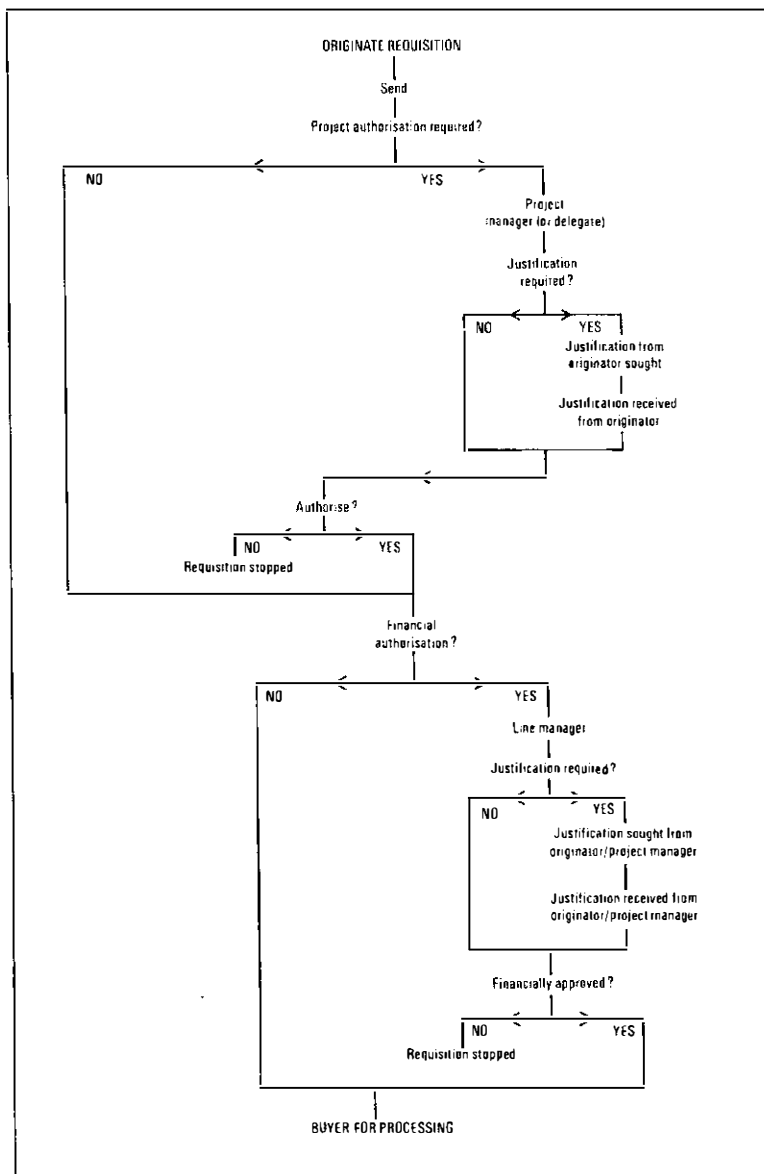 ORIGINATE REQUISITION
Send
Project authorisation required?
NO YES
Project
manager (or delegate)
Justification
required?
NO YES
Justification from
originator sought
Justification received
from originator
Authorise?
NO YES
Requisition stopped
Financial
authorisation?
NO YES
Line manager
Justification required?
NO YES
Justification sought from
originator/project manager
Justification received from
originator/project manager
Financially approved?
NO YES
Requisition stopped
BUYER FOR PROCESSING